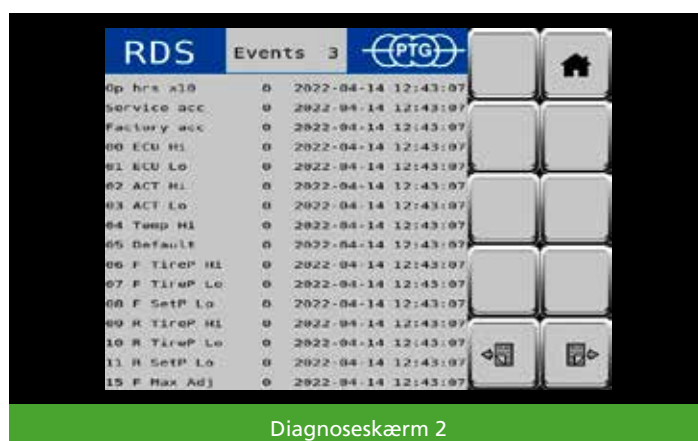 RDS Events 3 PTG
Op hrs x10 0 2022-04-14 12:43:07
Service acc 0 2022-04-14 12:43:07
Factory acc 0 2022-04-14 12:43:07
00 ECU Hi 0 2022-04-14 12:43:07
01 ECU Lo 0 2022-04-14 12:43:07
02 ACT Hi 0 2022-04-14 12:43:07
03 ACT Lo 0 2022-04-14 12:43:07
04 Temp Hi 0 2022-04-14 12:43:07
05 Default 0 2022-04-14 12:43:07
06 F TireP Hi 0 2022-04-14 12:43:07
07 F TireP Lo 0 2022-04-14 12:43:07
08 F SetP Lo 0 2022-04-14 12:43:07
09 R TireP Hi 0 2022-04-14 12:43:07
10 R TireP Lo 0 2022-04-14 12:43:07
11 R SetP Lo 0 2022-04-14 12:43:07
15 F Max Adj 0 2022-04-14 12:43:07
Diagnoseskærm 2